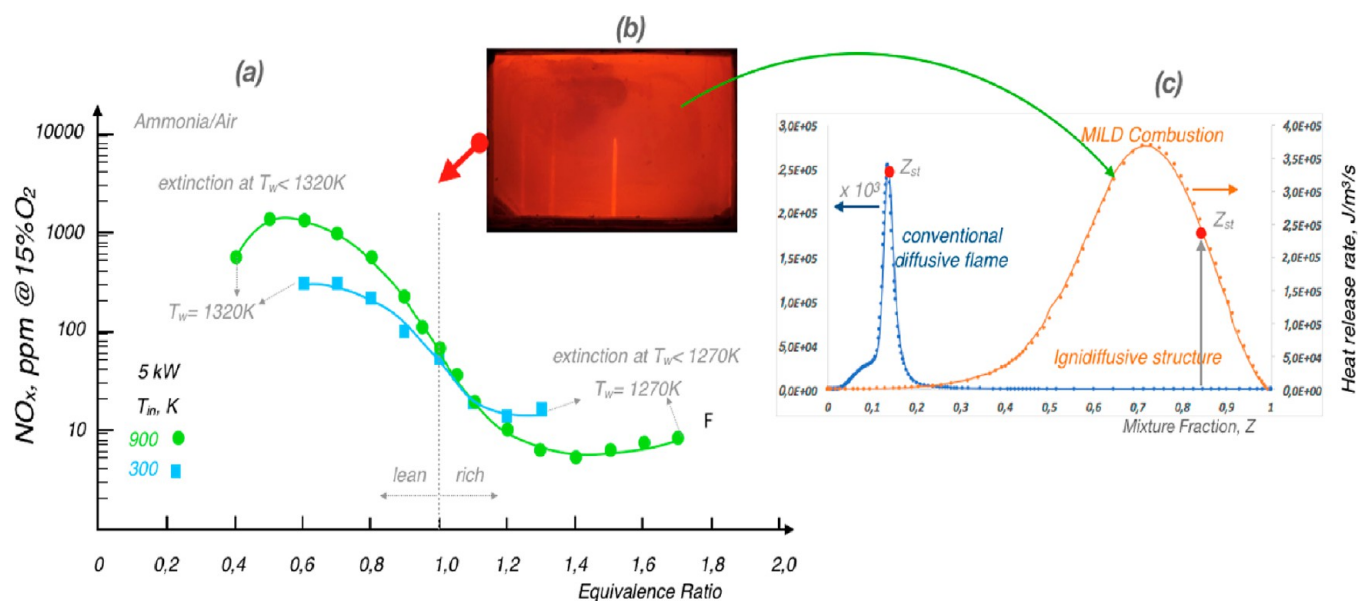 (a)
(b)
(c)
Ammonia/Air
NOx, ppm @15%O2
10000
1000
100
10
extinction at Tw< 1320K
Tw= 1320K
extinction at Tw< 1270K
Tw= 1270K
F
5 kW
Tin, K
900
300
lean
rich
0 0,2 0,4 0,6 0,8 1,0 1,2 1,4 1,6 1,8 2,0
Equivalence Ratio
3,0E+05
2,5E+05
2,0E+05
1,5E+05
1,0E+05
5,0E+04
0,0E+00
x 10³
Zst
conventional
diffusive flame
MILD Combustion
Zst
Ignidiffusive structure
4,0E+05
3,5E+05
3,0E+05
2,5E+05
2,0E+05
1,5E+05
1,0E+05
5,0E+04
0,0E+00
Heat release rate, J/m³/s
0 0,1 0,2 0,3 0,4 0,5 0,6 0,7 0,8 0,9 1
Mixture Fraction, Z